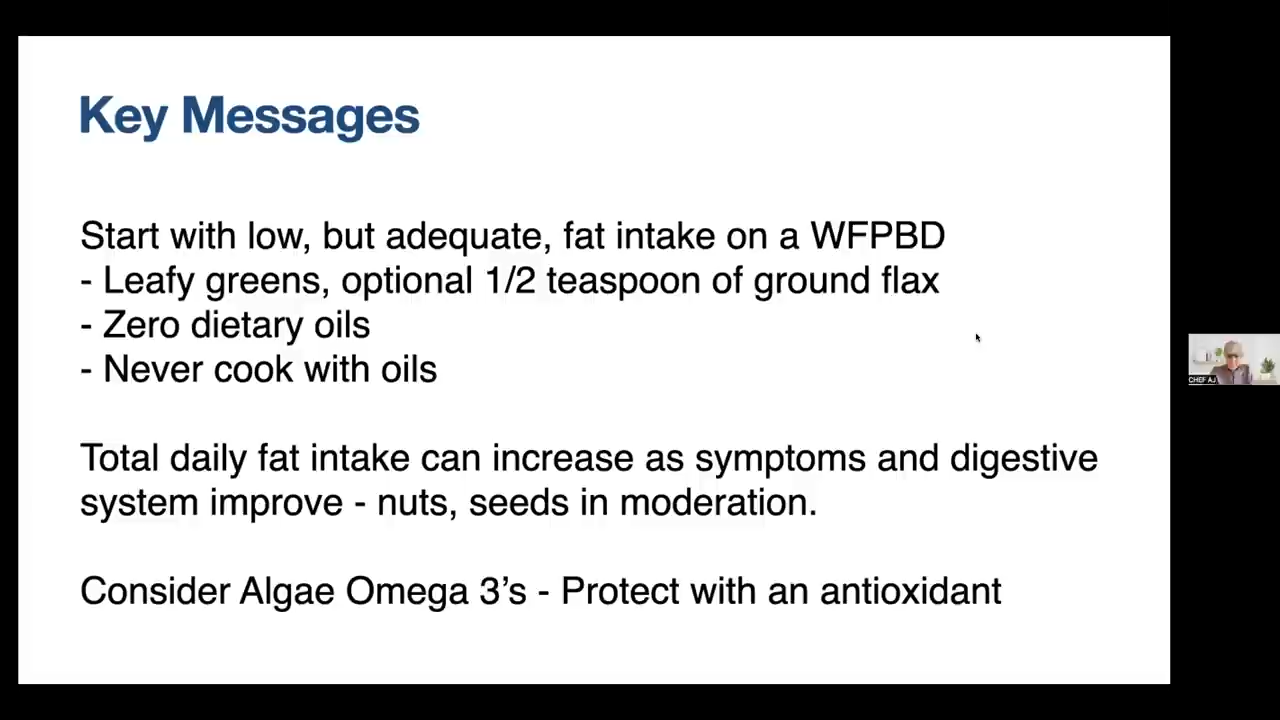 Key Messages
Start with low, but adequate, fat intake on a WFPBD
- Leafy greens, optional 1/2 teaspoon of ground flax
- Zero dietary oils
- Never cook with oils
Total daily fat intake can increase as symptoms and digestive
system improve - nuts, seeds in moderation.
Consider Algae Omega 3’s - Protect with an antioxidant
CHEF AJ